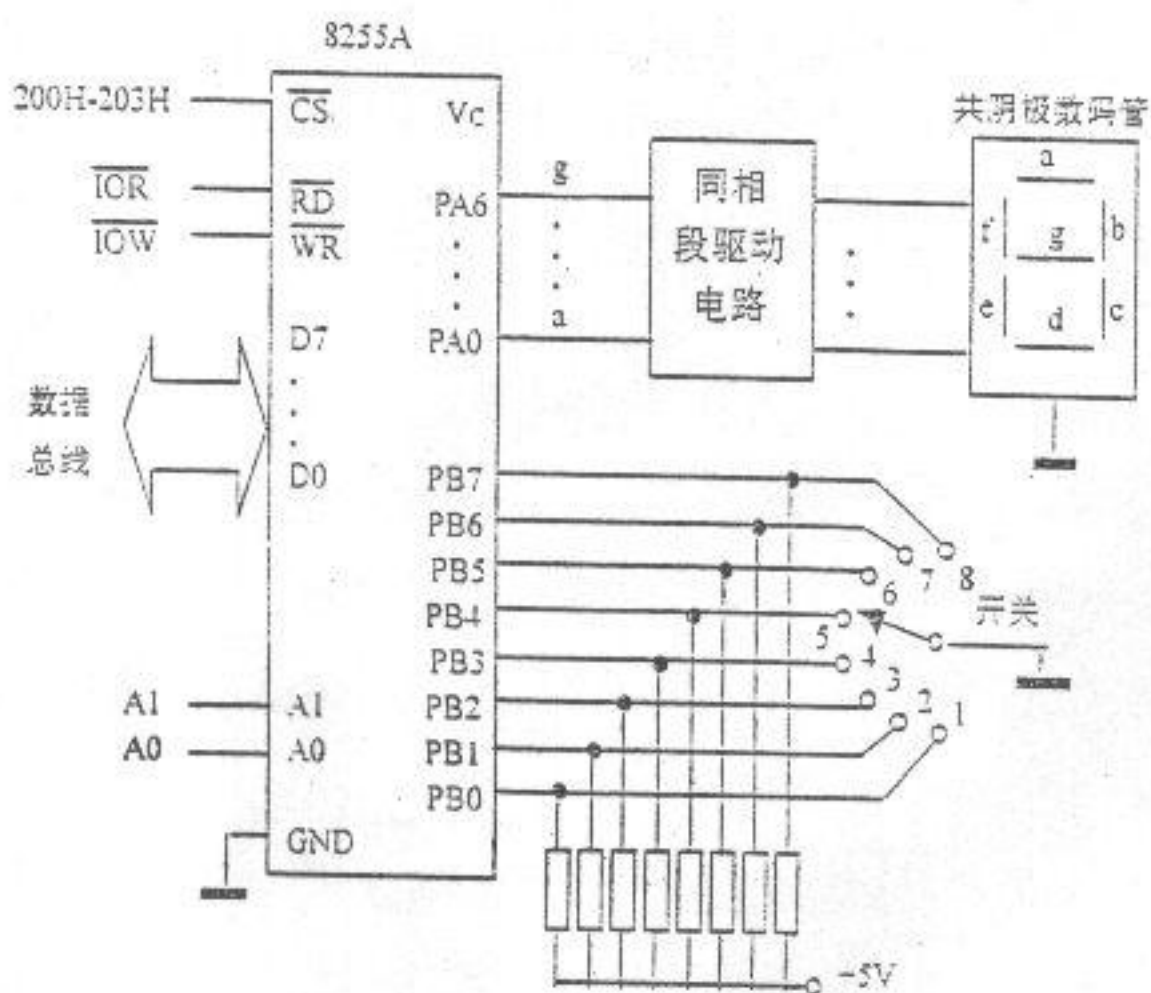 8255A
200H-203H
CS
Vc
共阴极数码管
IOR
RD
PA6
g
同相
段驱动
电路
a
f
g
b
e
d
c
IOW
WR
D7
PA0
a
数据
总线
D0
PB7
PB6
PB5
PB4
PB3
PB2
PB1
PB0
8
7
6
5
4
3
2
1
开关
A1
A1
A0
A0
GND
+5V